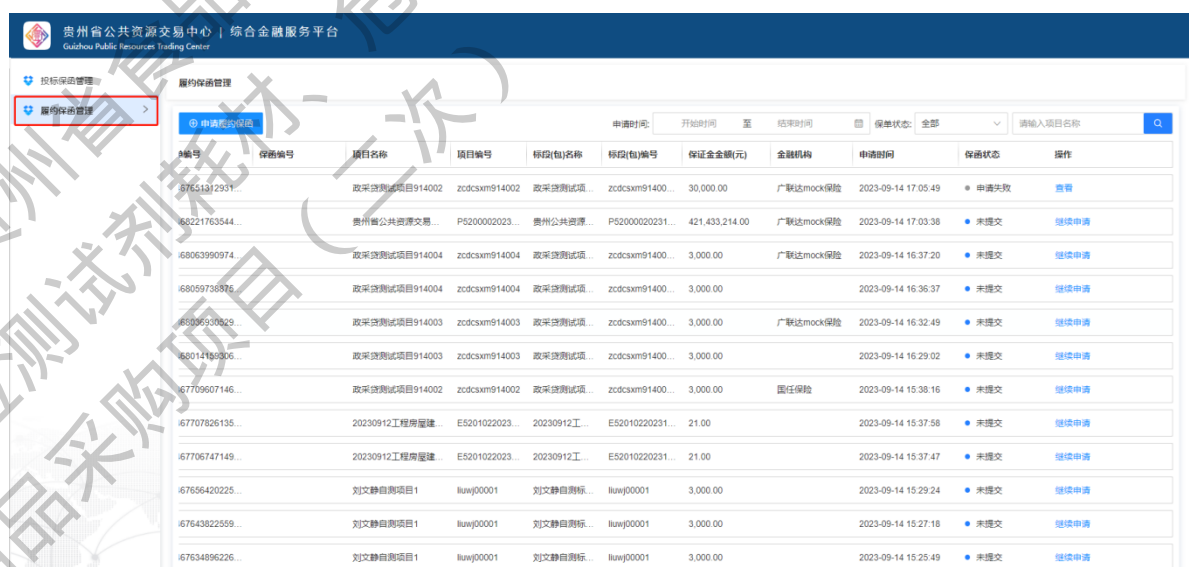 贵州省公共资源交易中心 | 综合金融服务平台
Guizhou Public Resources Trading Center
投标保函管理
履约保函管理
履约保函管理
申请履约保函 申请时间: 开始时间 至 结束时间 保单状态: 全部 请输入项目名称
编号 保函编号 项目名称 项目编号 标段(包)名称 标段(包)编号 保证金金额(元) 金融机构 申请时间 保函状态 操作
67651312931... 政采贷测试项目914002 zcdcsxm914002 政采贷测试项... zcdcsxm91400... 30,000.00 广联达mock保险 2023-09-14 17:05:49 申请失败 查看
68221763544... 贵州省公共资源交易... P5200002023... 贵州公共资源... P52000020231... 421,433,214.00 广联达mock保险 2023-09-14 17:03:38 未提交 继续申请
68063990974... 政采贷测试项目914004 zcdcsxm914004 政采贷测试项... zcdcsxm91400... 3,000.00 广联达mock保险 2023-09-14 16:37:20 未提交 继续申请
68059738875... 政采贷测试项目914004 zcdcsxm914004 政采贷测试项... zcdcsxm91400... 3,000.00 2023-09-14 16:36:37 未提交 继续申请
68036930529... 政采贷测试项目914003 zcdcsxm914003 政采贷测试项... zcdcsxm91400... 3,000.00 广联达mock保险 2023-09-14 16:32:49 未提交 继续申请
68014159306... 政采贷测试项目914003 zcdcsxm914003 政采贷测试项... zcdcsxm91400... 3,000.00 2023-09-14 16:29:02 未提交 继续申请
67709607146... 政采贷测试项目914002 zcdcsxm914002 政采贷测试项... zcdcsxm91400... 3,000.00 国任保险 2023-09-14 15:38:16 未提交 继续申请
67707826135... 20230912工程房屋建... E5201022023... 20230912工... E52010220231... 21.00 2023-09-14 15:37:58 未提交 继续申请
67706747149... 20230912工程房屋建... E5201022023... 20230912工... E52010220231... 21.00 2023-09-14 15:37:47 未提交 继续申请
67656420225... 刘文静自测项目1 liuwj00001 刘文静自测标... liuwj00001 3,000.00 2023-09-14 15:29:24 未提交 继续申请
67643822559... 刘文静自测项目1 liuwj00001 刘文静自测标... liuwj00001 3,000.00 2023-09-14 15:27:18 未提交 继续申请
67634896226... 刘文静自测项目1 liuwj00001 刘文静自测标... liuwj00001 3,000.00 2023-09-14 15:25:49 未提交 继续申请